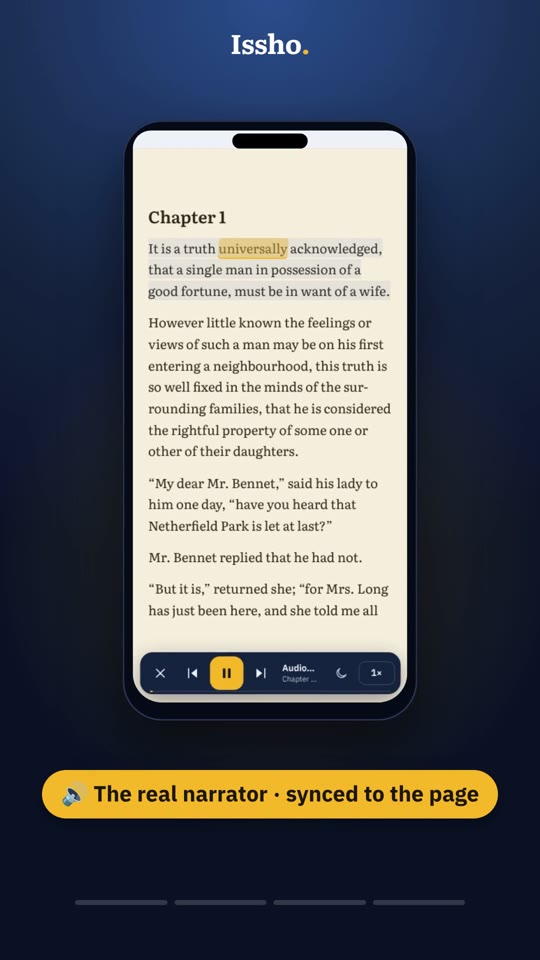 Issho.
Chapter 1
It is a truth universally acknowledged,
that a single man in possession of a
good fortune, must be in want of a wife.
However little known the feelings or
views of such a man may be on his first
entering a neighbourhood, this truth is
so well fixed in the minds of the sur-
rounding families, that he is considered
the rightful property of some one or
other of their daughters.
“My dear Mr. Bennet,” said his lady to
him one day, “have you heard that
Netherfield Park is let at last?”
Mr. Bennet replied that he had not.
“But it is,” returned she; “for Mrs. Long
has just been here, and she told me all
Audio...
Chapter ...
1×
The real narrator · synced to the page